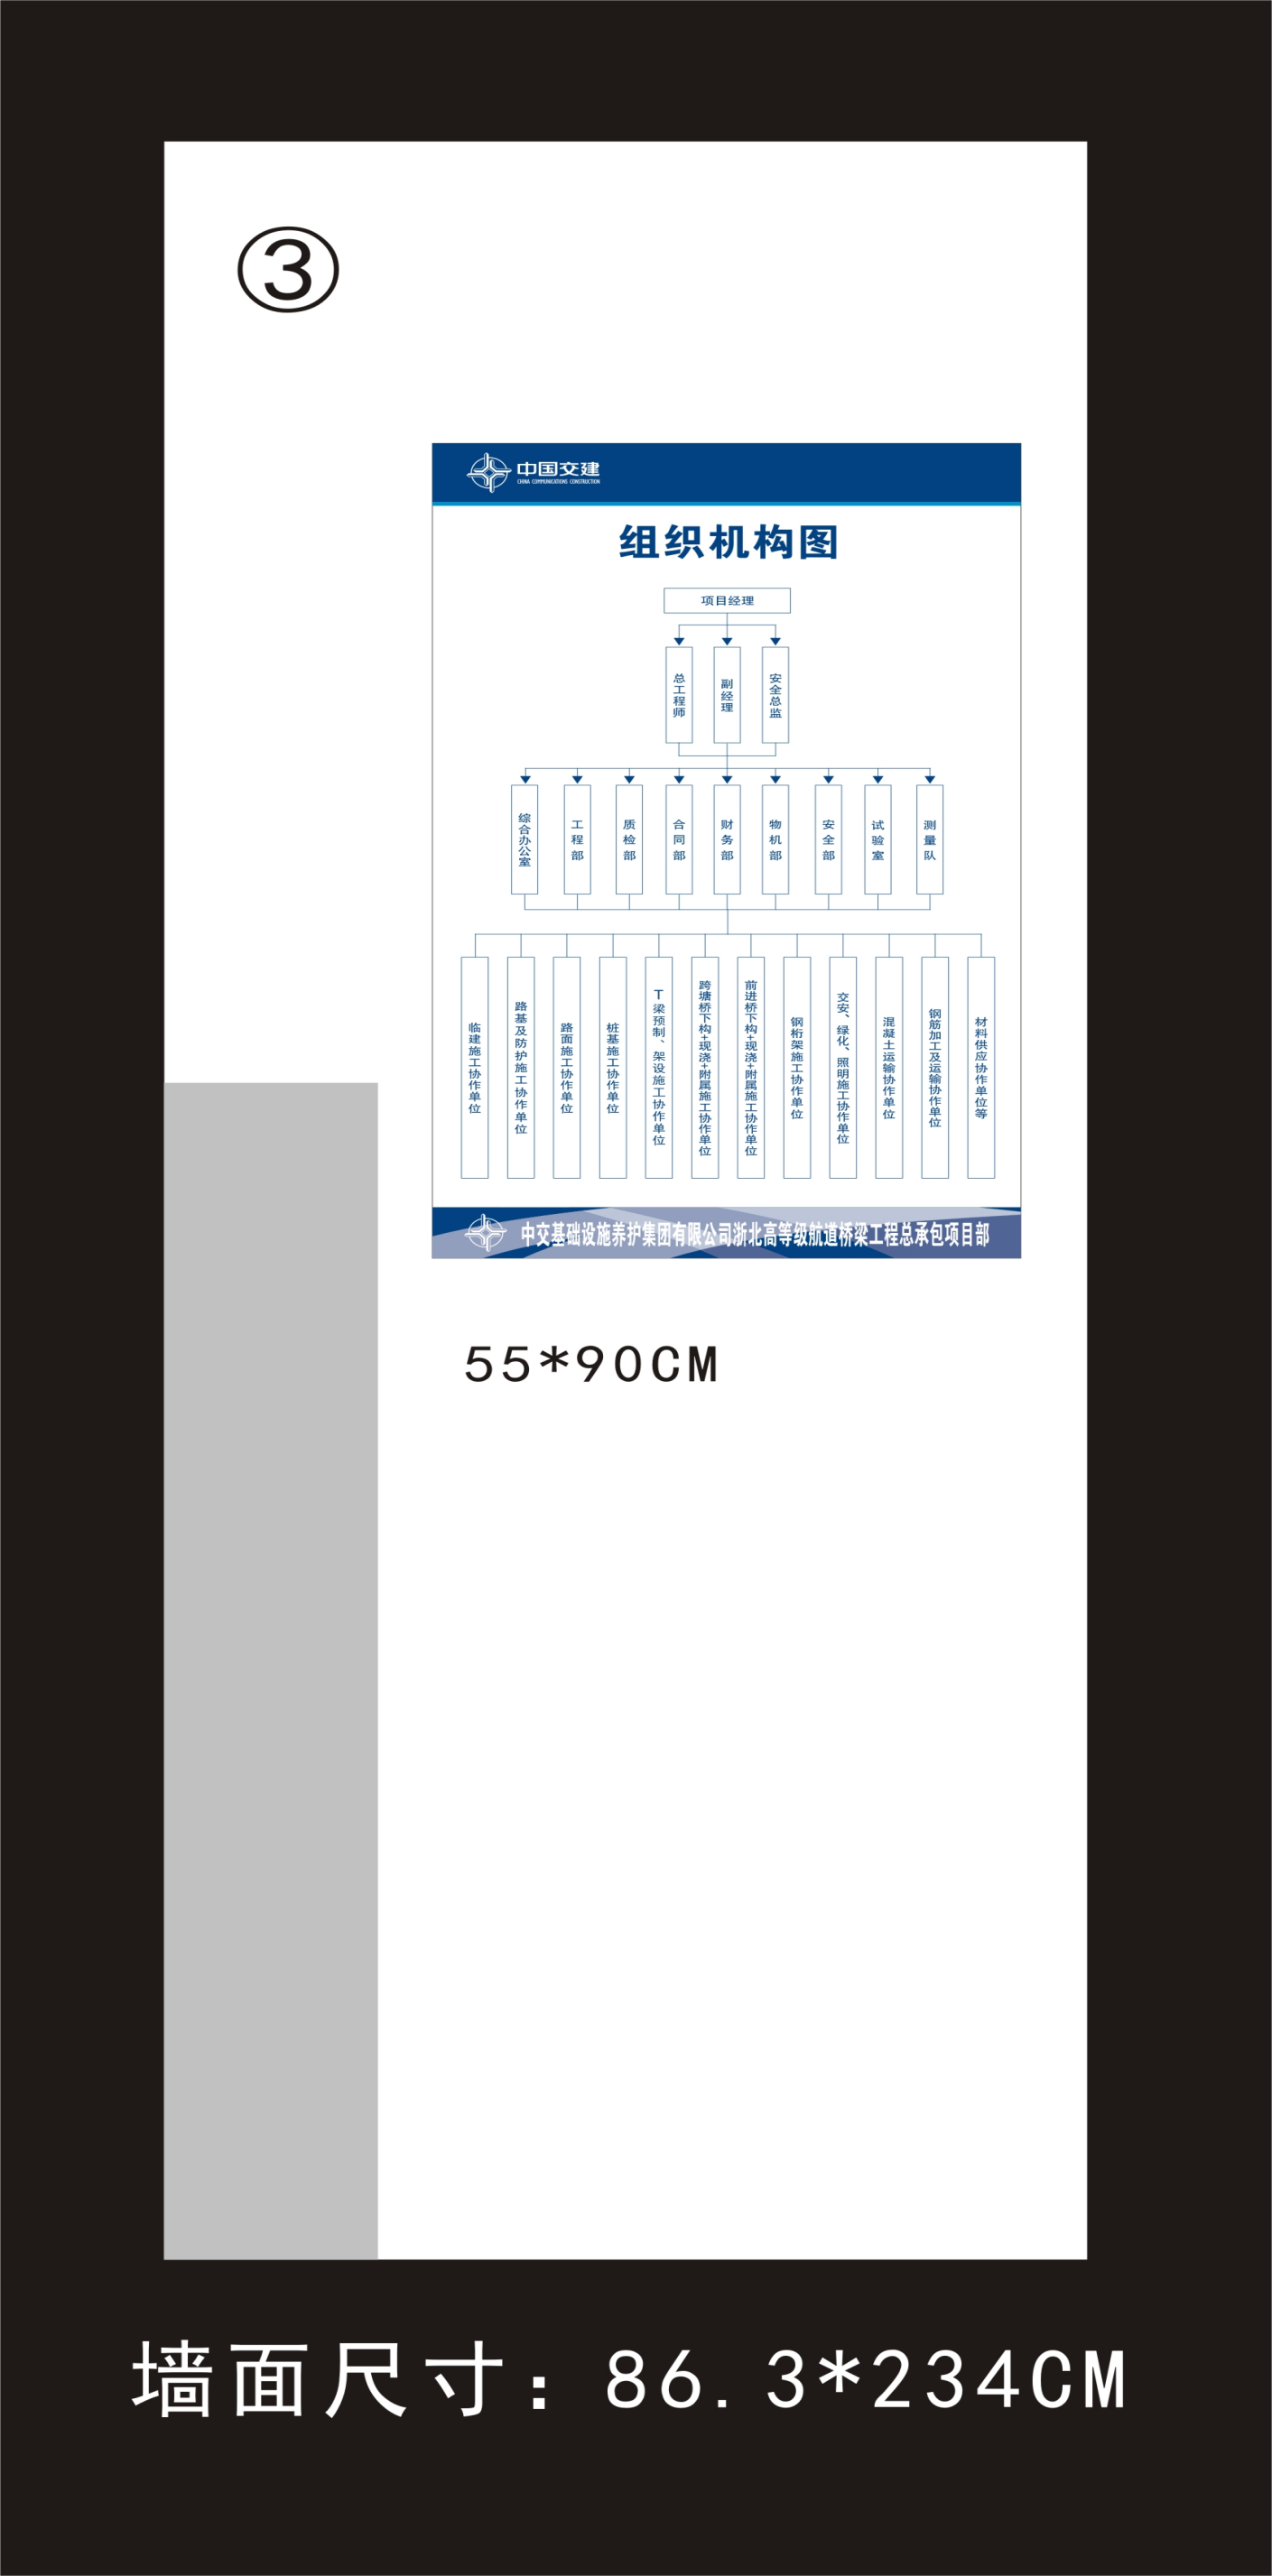 ③
中国交建
CHINA COMMUNICATIONS CONSTRUCTION
组织机构图
项目经理
总工程师
副经理
安全总监
综合办公室
工程部
质检部
合同部
财务部
物机部
安全部
试验室
测量队
临建施工协作单位
路基及防护施工协作单位
路面施工协作单位
桩基施工协作单位
T梁预制、架设施工协作单位
跨塘桥下构+现浇+附属施工协作单位
前进桥下构+现浇+附属施工协作单位
钢桁架施工协作单位
交安、绿化、照明施工协作单位
混凝土运输协作单位
钢筋加工及运输协作单位
材料供应协作单位等
中交基础设施养护集团有限公司浙北高等级航道桥梁工程总承包项目部
55*90CM
墙面尺寸：86.3*234CM